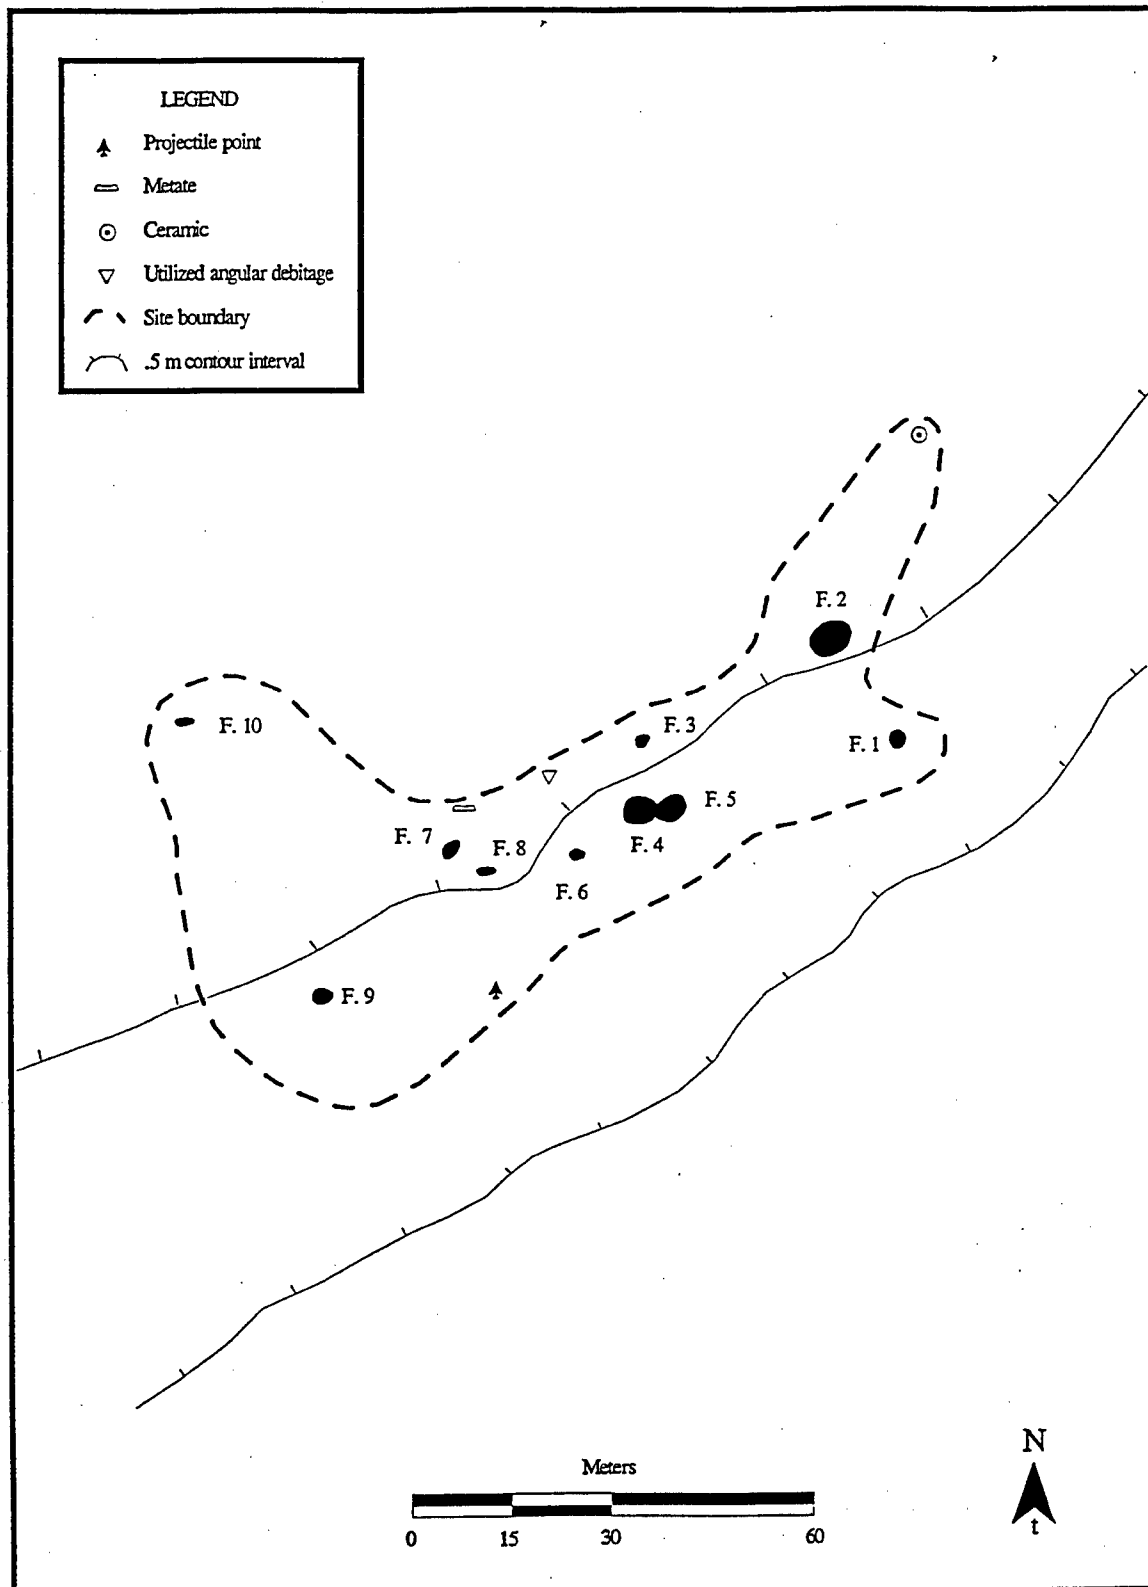 LEGEND
Projectile point
Metate
Ceramic
Utilized angular debitage
Site boundary
.5 m contour interval
F. 2
F. 10
F. 3
F. 1
F. 5
F. 7
F. 8
F. 4
F. 6
F. 9
N
t
Meters
0 15 30 60